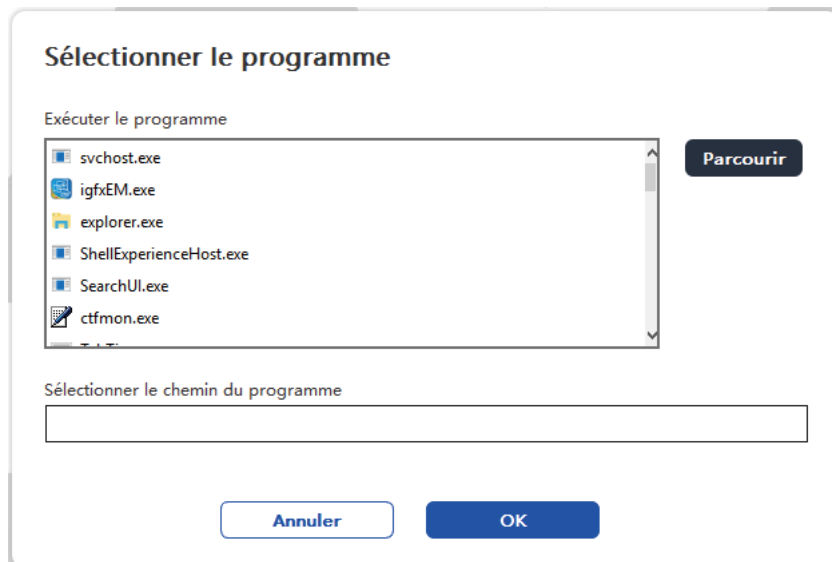 Sélectionner le programme
Exécuter le programme
svchost.exe
Parcourir
igfxEM.exe
explorer.exe
ShellExperienceHost.exe
SearchUI.exe
ctfmon.exe
Sélectionner le chemin du programme
Annuler
OK